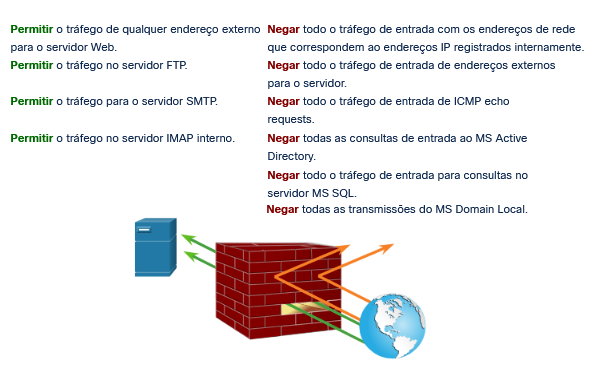 Permitir o tráfego de qualquer endereço externo
para o servidor Web.
Permitir o tráfego no servidor FTP.
Permitir o tráfego para o servidor SMTP.
Permitir o tráfego no servidor IMAP interno.
Negar todo o tráfego de entrada com os endereços de rede
que correspondem ao endereços IP registrados internamente.
Negar todo o tráfego de entrada de endereços externos
para o servidor.
Negar todo o tráfego de entrada de ICMP echo
requests.
Negar todas as consultas de entrada ao MS Active
Directory.
Negar todo o tráfego de entrada para consultas no
servidor MS SQL.
Negar todas as transmissões do MS Domain Local.